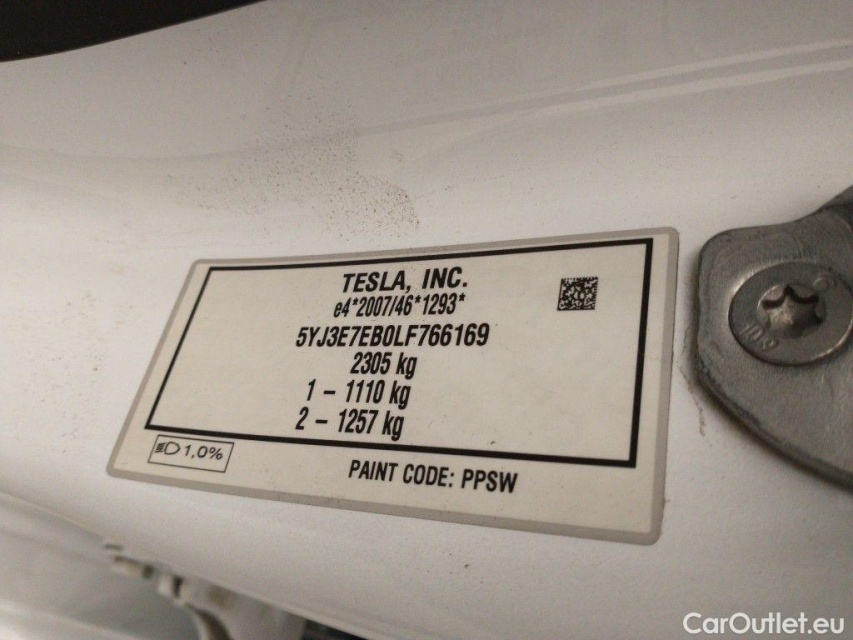 TESLA, INC.
e4*2007/46*1293*
5YJ3E7EB0LF766169
2305 kg
1 – 1110 kg
2 – 1257 kg
1,0%
PAINT CODE: PPSW
CarOutlet.eu